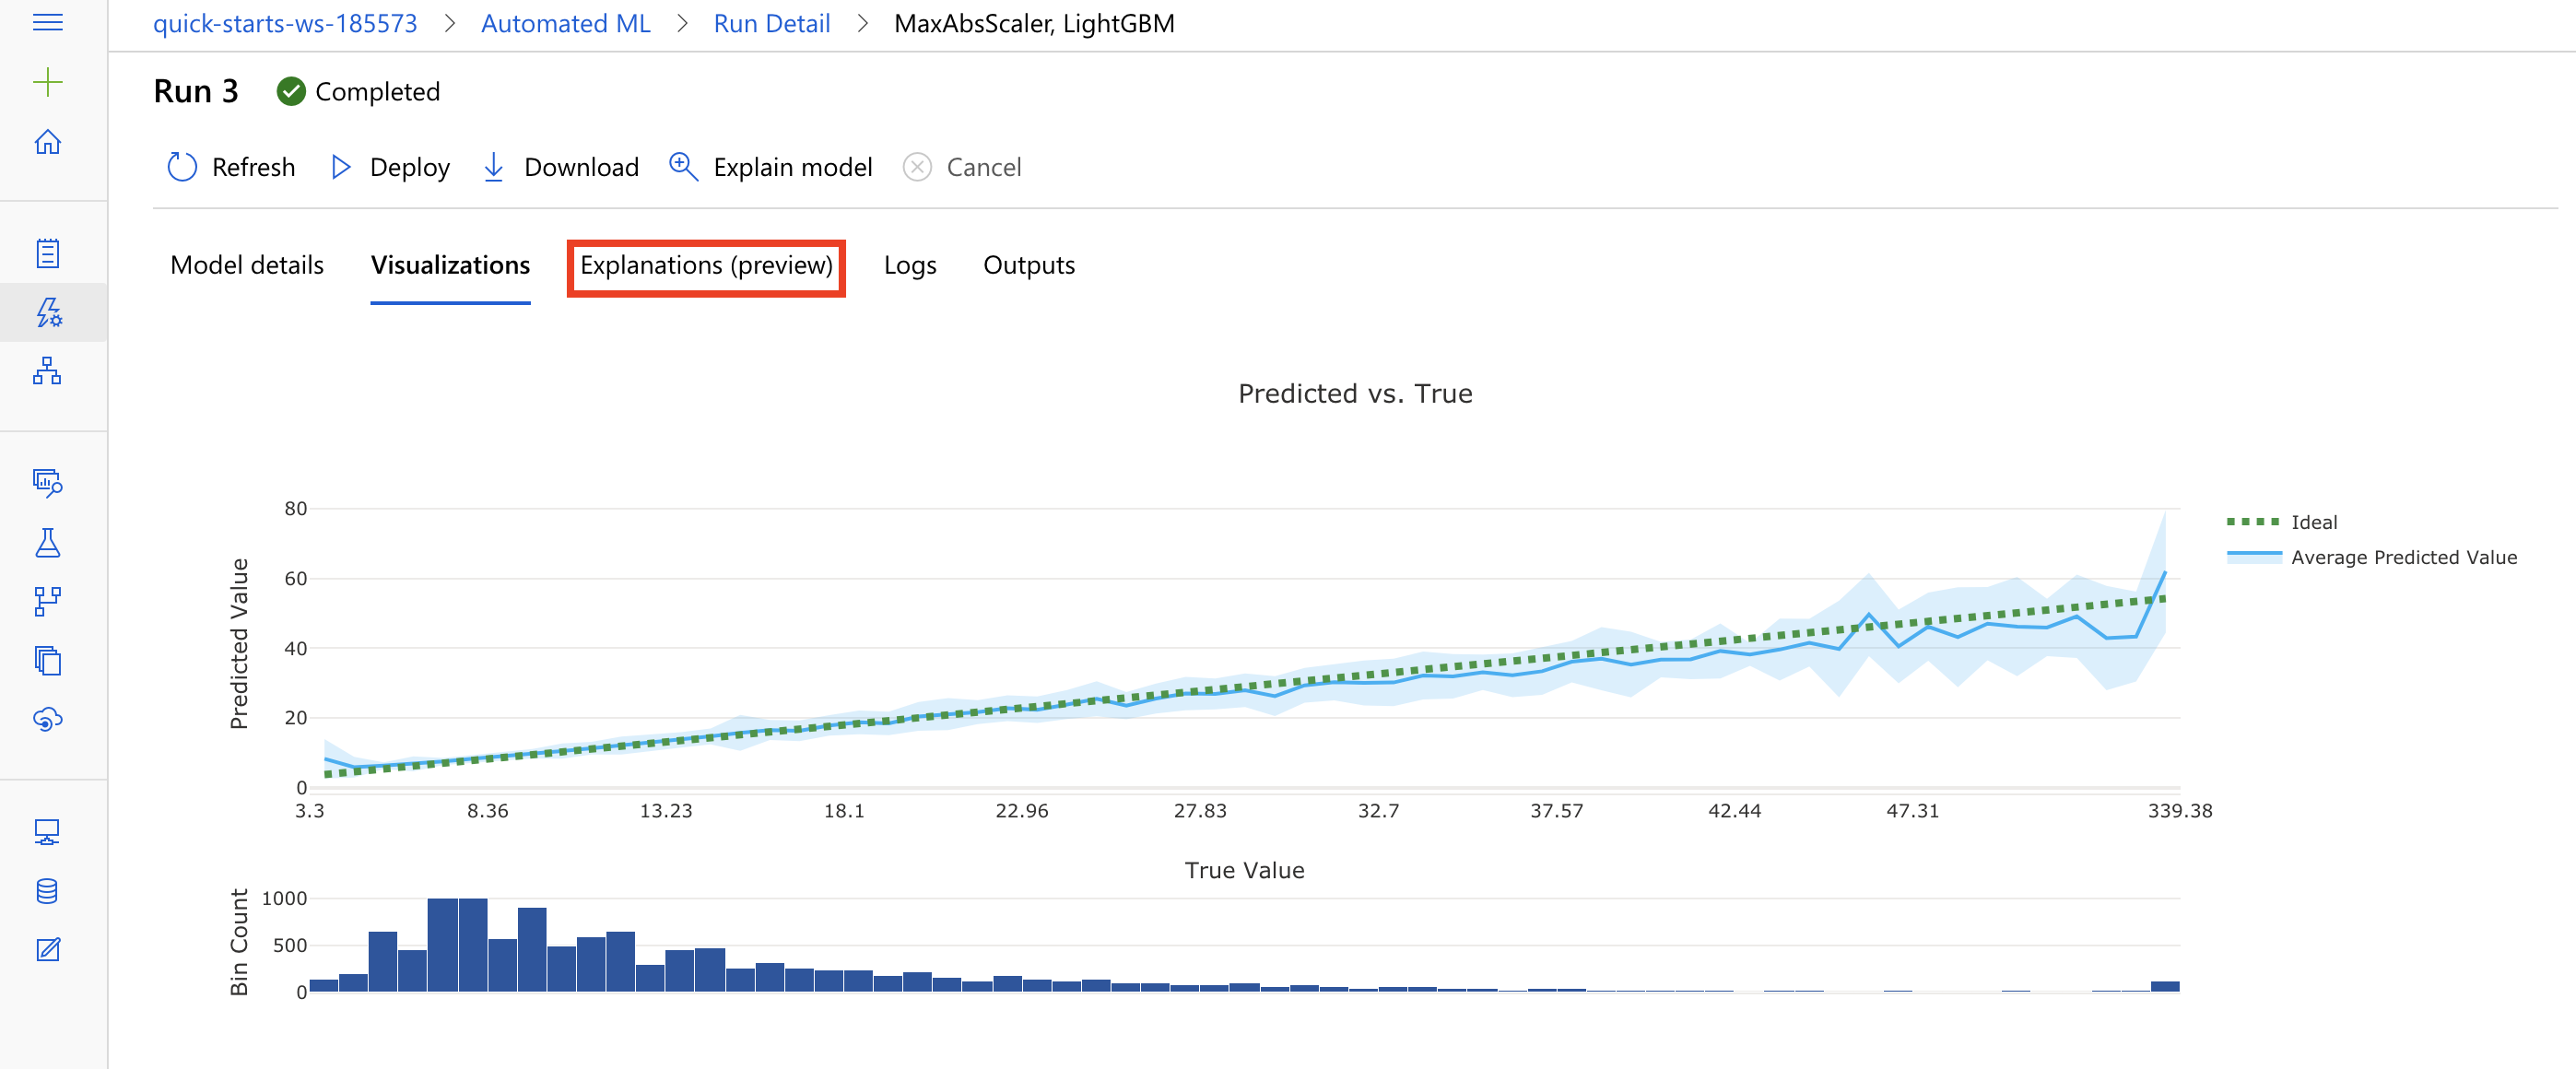 quick-starts-ws-185573 > Automated ML > Run Detail > MaxAbsScaler, LightGBM
Run 3 Completed
Refresh Deploy Download Explain model Cancel
Model details Visualizations Explanations (preview) Logs Outputs
Predicted vs. True
Predicted Value
80
60
40
20
0
3.3 8.36 13.23 18.1 22.96 27.83 32.7 37.57 42.44 47.31 339.38
True Value
Ideal
Average Predicted Value
Bin Count
1000
500
0